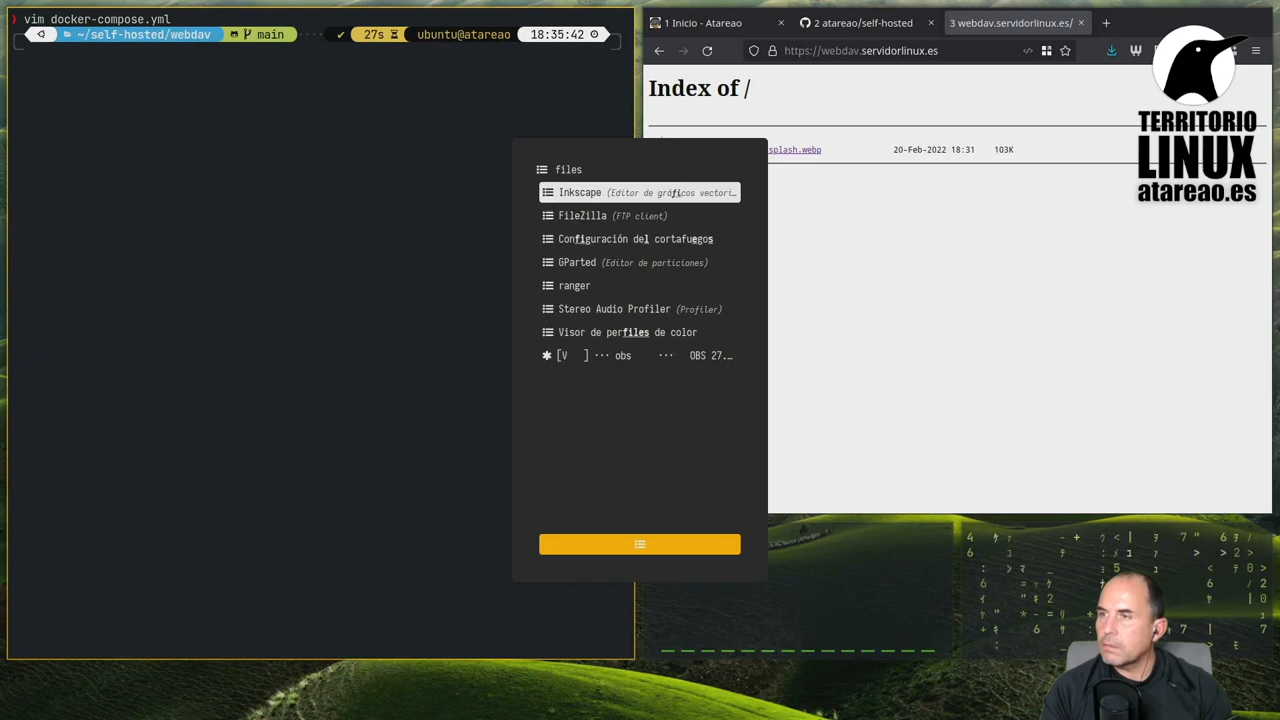 ❯ vim docker-compose.yml
~/self-hosted/webdav main ···· ✔ 27s ubuntu@atareao 18:35:42
1 Inicio - Atareao
2 atareao/self-hosted
3 webdav.servidorlinux.es/
https://webdav.servidorlinux.es
Index of /
splash.webp 20-Feb-2022 18:31 103K
files
Inkscape (Editor de gráficos vectori…
FileZilla (FTP client)
Configuración del cortafuegos
GParted (Editor de particiones)
ranger
Stereo Audio Profiler (Profiler)
Visor de perfiles de color
[V ] ··· obs ··· OBS 27.…
TERRITORIO
LINUX
atareao.es